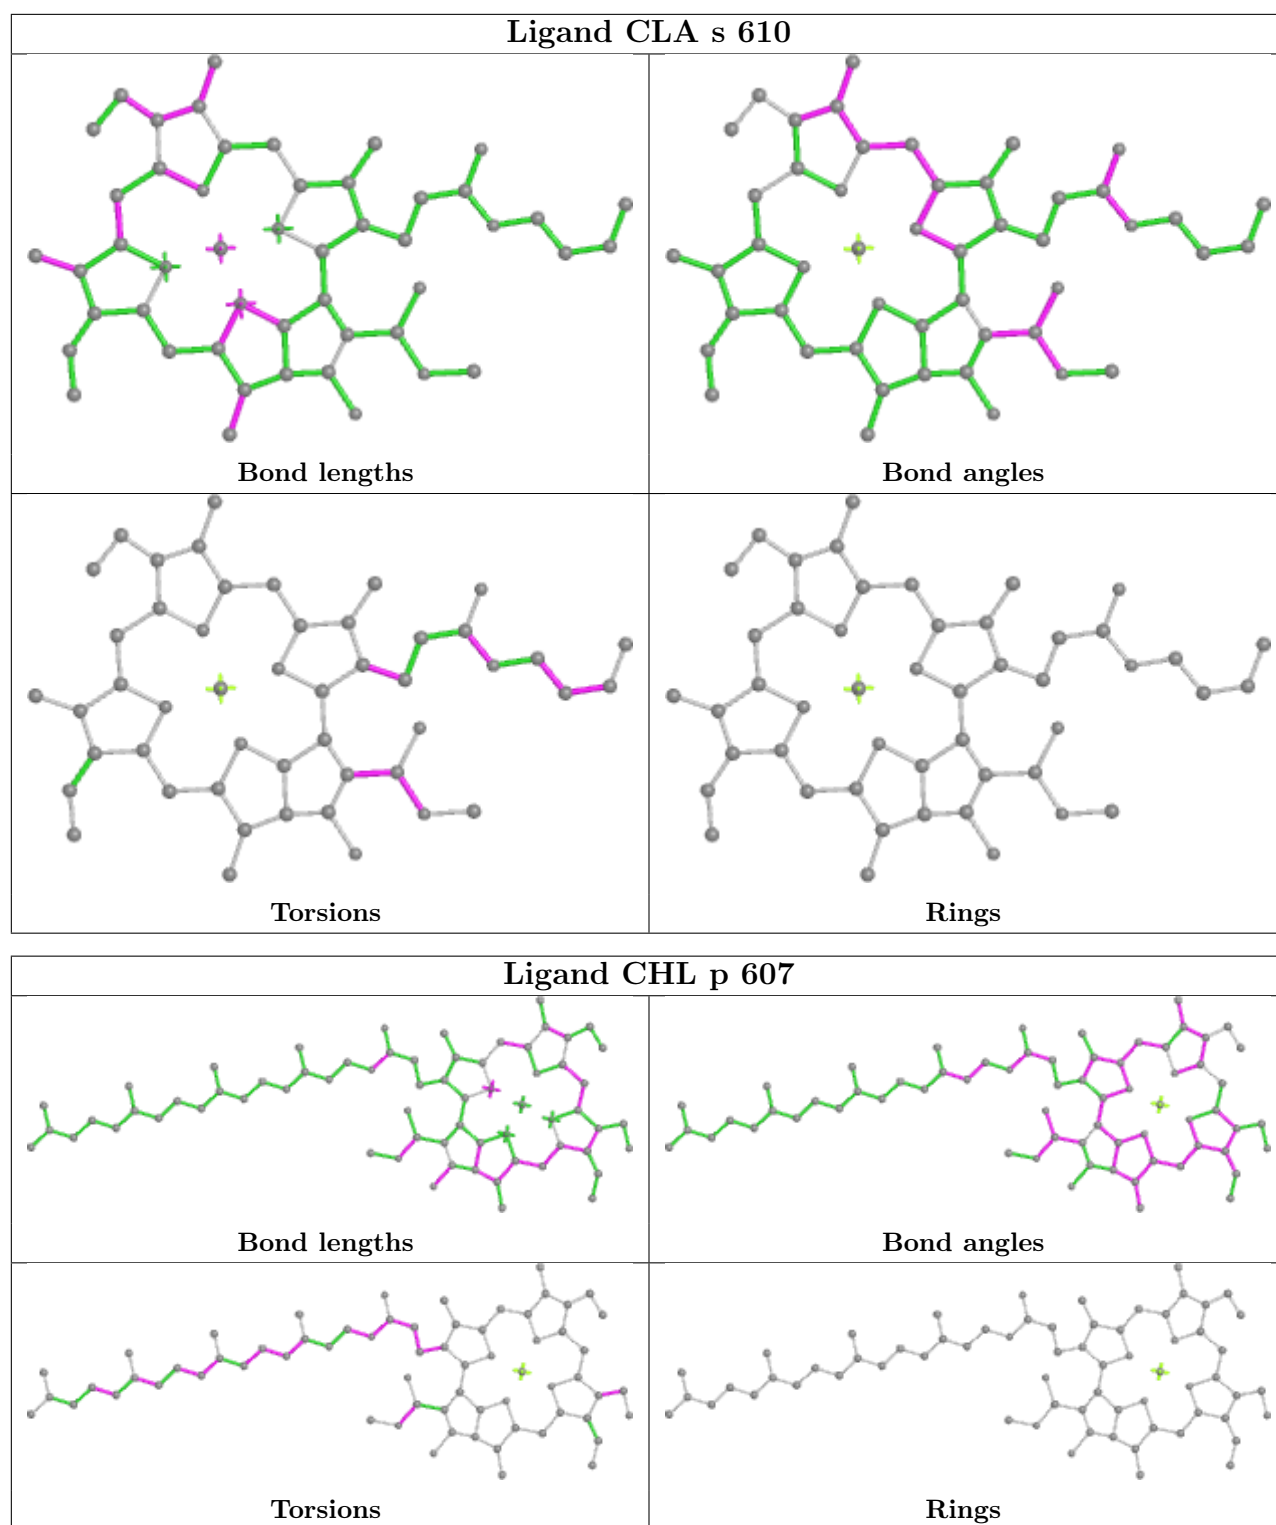 Ligand CLA s 610
Bond lengths
Bond angles
Torsions
Rings
Ligand CHL p 607
Bond lengths
Bond angles
Torsions
Rings